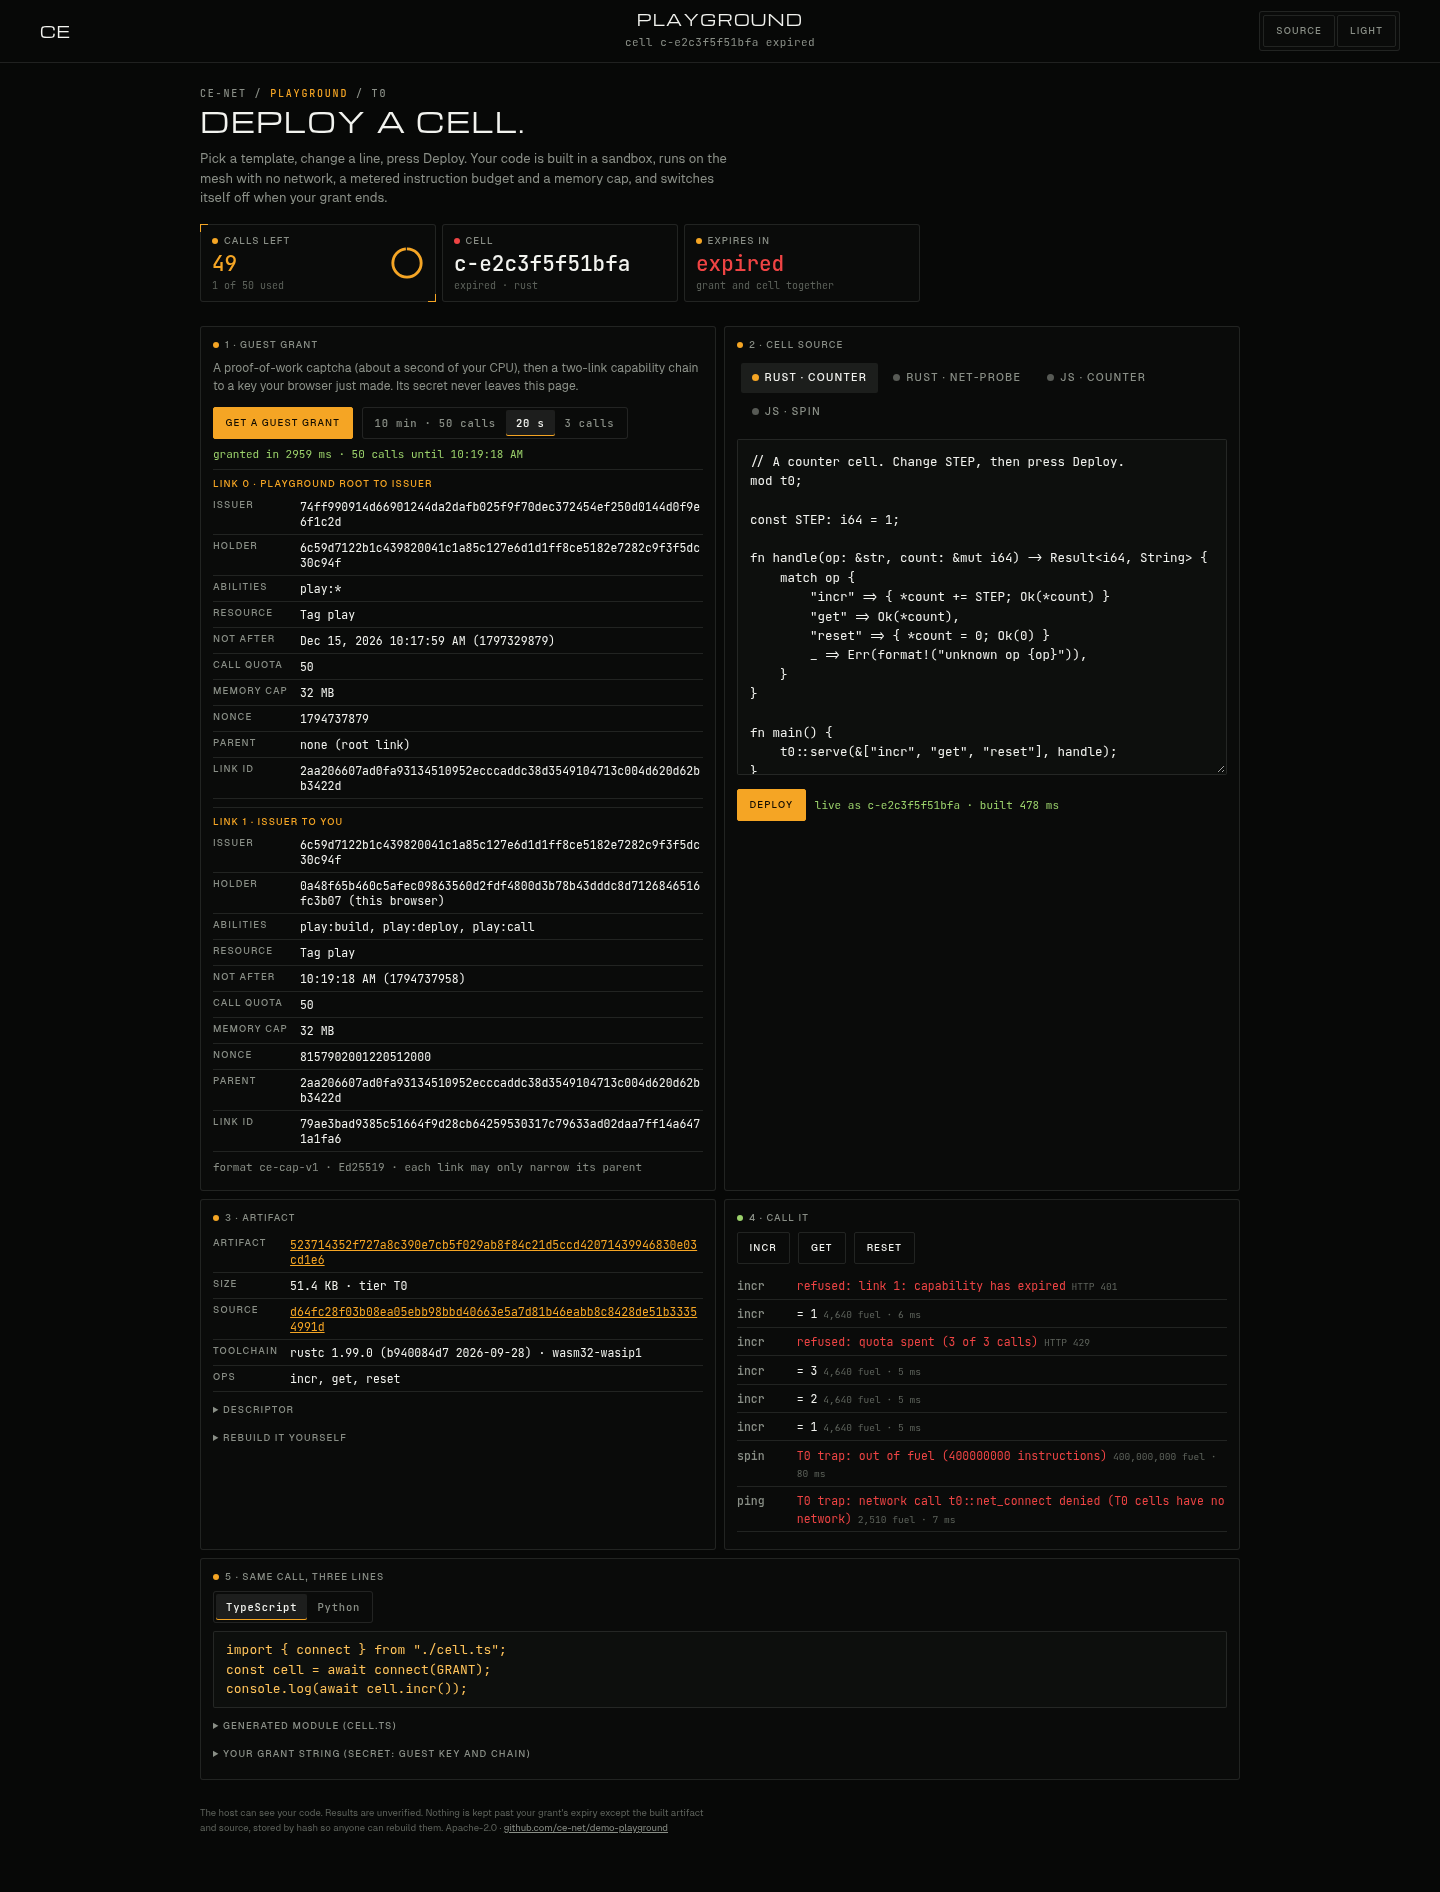 CE
PLAYGROUND
cell c-e2c3f5f51bfa expired
SOURCE
LIGHT
CE-NET / PLAYGROUND / T0
DEPLOY A CELL.
Pick a template, change a line, press Deploy. Your code is built in a sandbox, runs on the
mesh with no network, a metered instruction budget and a memory cap, and switches
itself off when your grant ends.
CALLS LEFT
49
1 of 50 used
CELL
c-e2c3f5f51bfa
expired · rust
EXPIRES IN
expired
grant and cell together
1 · GUEST GRANT
A proof-of-work captcha (about a second of your CPU), then a two-link capability chain
to a key your browser just made. Its secret never leaves this page.
GET A GUEST GRANT
10 min · 50 calls
20 s
3 calls
granted in 2959 ms · 50 calls until 10:19:18 AM
LINK 0 · PLAYGROUND ROOT TO ISSUER
ISSUER 74ff990914d66901244da2dafb025f9f70dec372454ef250d0144d0f9e
6f1c2d
HOLDER 6c59d7122b1c439820041c1a85c127e6d1d1ff8ce5182e7282c9f3f5dc
30c94f
ABILITIES play:*
RESOURCE Tag play
NOT AFTER Dec 15, 2026 10:17:59 AM (1797329879)
CALL QUOTA 50
MEMORY CAP 32 MB
NONCE 1794737879
PARENT none (root link)
LINK ID 2aa206607ad0fa93134510952ecccaddc38d3549104713c004d620d62b
b3422d
LINK 1 · ISSUER TO YOU
ISSUER 6c59d7122b1c439820041c1a85c127e6d1d1ff8ce5182e7282c9f3f5dc
30c94f
HOLDER 0a48f65b460c5afec09863560d2fdf4800d3b78b43dddc8d7126846516
fc3b07 (this browser)
ABILITIES play:build, play:deploy, play:call
RESOURCE Tag play
NOT AFTER 10:19:18 AM (1794737958)
CALL QUOTA 50
MEMORY CAP 32 MB
NONCE 8157902001220512000
PARENT 2aa206607ad0fa93134510952ecccaddc38d3549104713c004d620d62b
b3422d
LINK ID 79ae3bad9385c51664f9d28cb64259530317c79633ad02daa7ff14a647
1a1fa6
format ce-cap-v1 · Ed25519 · each link may only narrow its parent
2 · CELL SOURCE
RUST · COUNTER
RUST · NET-PROBE
JS · COUNTER
JS · SPIN
// A counter cell. Change STEP, then press Deploy.
mod t0;
const STEP: i64 = 1;
fn handle(op: &str, count: &mut i64) -> Result<i64, String> {
match op {
"incr" => { *count += STEP; Ok(*count) }
"get" => Ok(*count),
"reset" => { *count = 0; Ok(0) }
_ => Err(format!("unknown op {op}")),
}
}
fn main() {
t0::serve(&["incr", "get", "reset"], handle);
}
DEPLOY
live as c-e2c3f5f51bfa · built 478 ms
3 · ARTIFACT
ARTIFACT 523714352f727a8c390e7cb5f029ab8f84c21d5ccd42071439946830e03
cd1e6
SIZE 51.4 KB · tier T0
SOURCE d64fc28f03b08ea05ebb98bbd40663e5a7d81b46eabb8c8428de51b3335
4991d
TOOLCHAIN rustc 1.99.0 (b940084d7 2026-09-28) · wasm32-wasip1
OPS incr, get, reset
▶ DESCRIPTOR
▶ REBUILD IT YOURSELF
4 · CALL IT
INCR
GET
RESET
incr refused: link 1: capability has expired HTTP 401
incr = 1 4,640 fuel · 6 ms
incr refused: quota spent (3 of 3 calls) HTTP 429
incr = 3 4,640 fuel · 5 ms
incr = 2 4,640 fuel · 5 ms
incr = 1 4,640 fuel · 5 ms
spin T0 trap: out of fuel (400000000 instructions) 400,000,000 fuel ·
80 ms
ping T0 trap: network call t0::net_connect denied (T0 cells have no
network) 2,510 fuel · 7 ms
5 · SAME CALL, THREE LINES
TypeScript
Python
import { connect } from "./cell.ts";
const cell = await connect(GRANT);
console.log(await cell.incr());
▶ GENERATED MODULE (CELL.TS)
▶ YOUR GRANT STRING (SECRET: GUEST KEY AND CHAIN)
The host can see your code. Results are unverified. Nothing is kept past your grant's expiry except the built artifact
and source, stored by hash so anyone can rebuild them. Apache-2.0 · github.com/ce-net/demo-playground